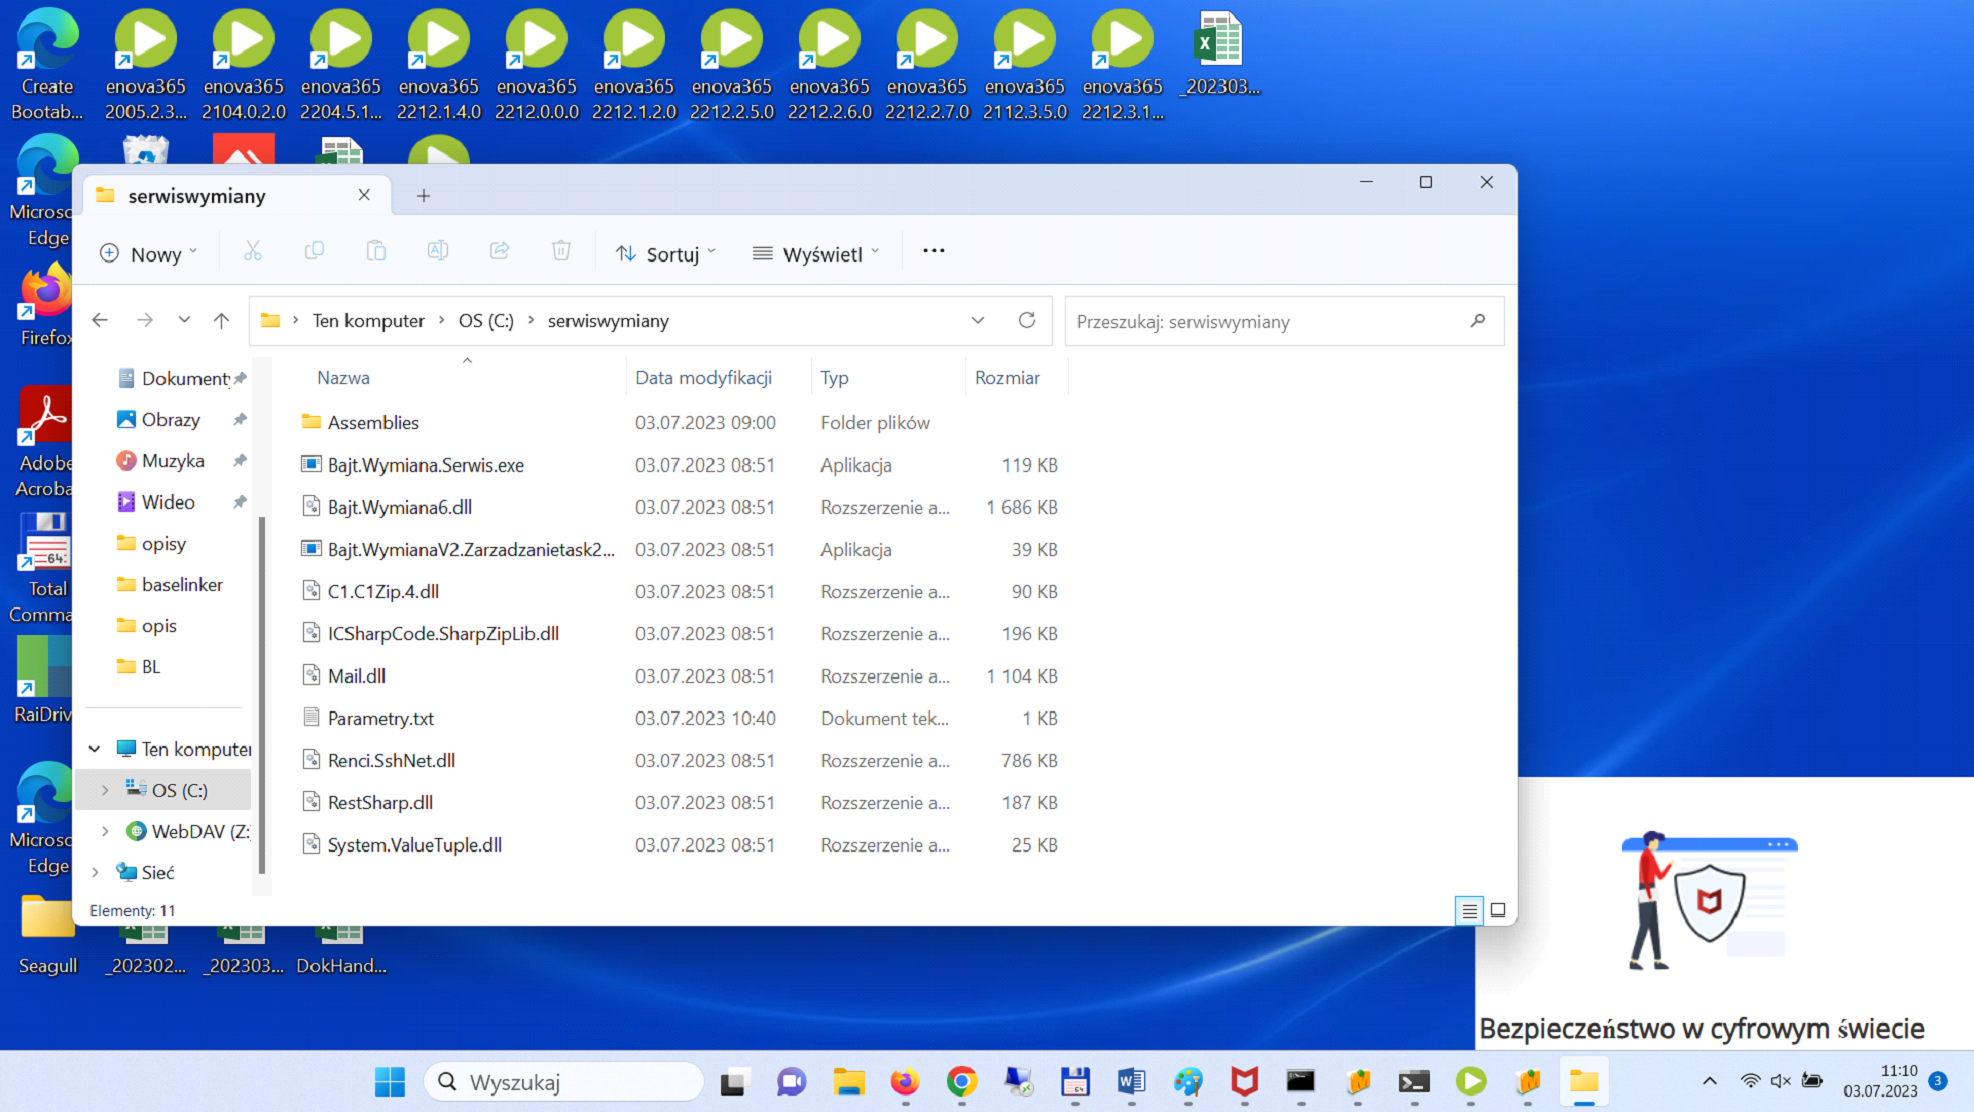 Create
Bootab...
enova365
2005.2.3...
enova365
2104.0.2.0
enova365
2204.5.1...
enova365
2212.1.4.0
enova365
2212.0.0.0
enova365
2212.1.2.0
enova365
2212.2.5.0
enova365
2212.2.6.0
enova365
2212.2.7.0
enova365
2112.3.5.0
enova365
2212.3.1...
_202303...
Microso
Edge
Firefox
Adobe
Acroba
64
Total
Comma
RaiDriv
Microso
Edge
Seagull
_202302...
_202303...
DokHand...
serwiswymiany
Nowy
Sortuj
Wyświetl
Ten komputer
OS (C:)
serwiswymiany
Przeszukaj: serwiswymiany
Dokumenty
Obrazy
Muzyka
Wideo
opisy
baselinker
opis
BL
Ten komputer
OS (C:)
WebDAV (Z:
Sieć
Nazwa Data modyfikacji Typ Rozmiar
Assemblies 03.07.2023 09:00 Folder plików
Bajt.Wymiana.Serwis.exe 03.07.2023 08:51 Aplikacja 119 KB
Bajt.Wymiana6.dll 03.07.2023 08:51 Rozszerzenie a... 1 686 KB
Bajt.WymianaV2.Zarzadzanietask2... 03.07.2023 08:51 Aplikacja 39 KB
C1.C1Zip.4.dll 03.07.2023 08:51 Rozszerzenie a... 90 KB
ICSharpCode.SharpZipLib.dll 03.07.2023 08:51 Rozszerzenie a... 196 KB
Mail.dll 03.07.2023 08:51 Rozszerzenie a... 1 104 KB
Parametry.txt 03.07.2023 10:40 Dokument tek... 1 KB
Renci.SshNet.dll 03.07.2023 08:51 Rozszerzenie a... 786 KB
RestSharp.dll 03.07.2023 08:51 Rozszerzenie a... 187 KB
System.ValueTuple.dll 03.07.2023 08:51 Rozszerzenie a... 25 KB
Elementy: 11
Bezpieczeństwo w cyfrowym świecie
Wyszukaj
11:10
03.07.2023
3